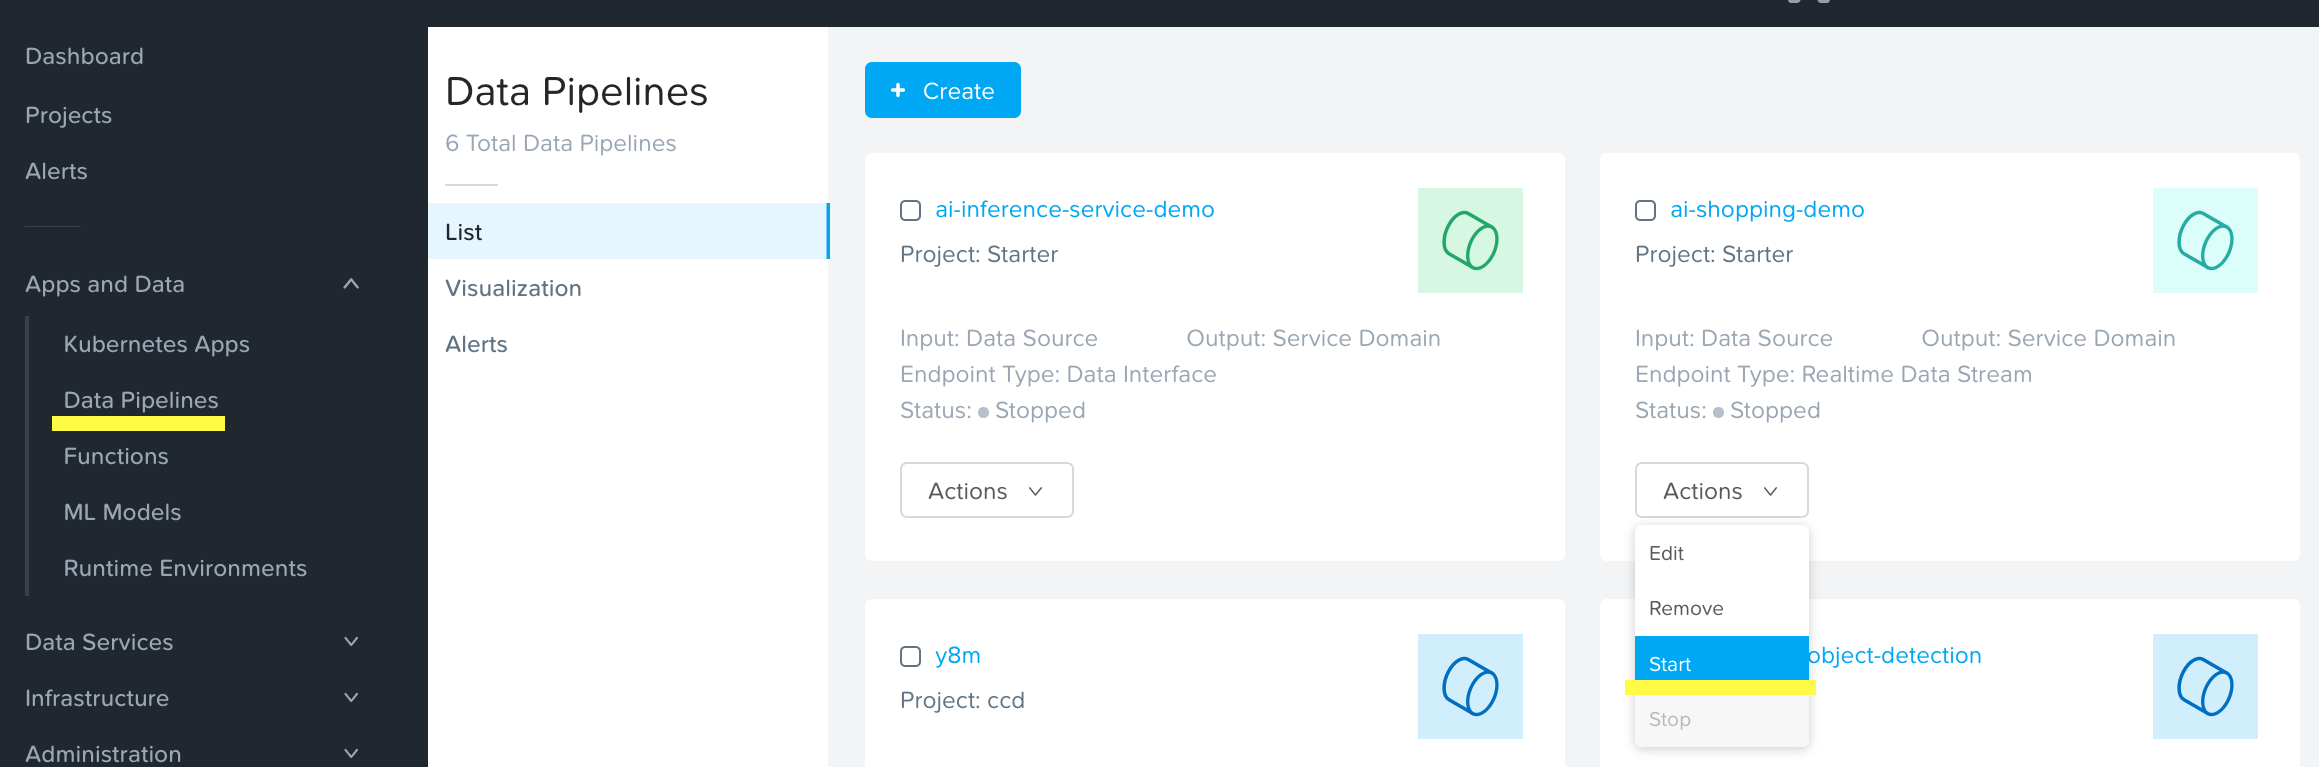 Dashboard
Projects
Alerts
Apps and Data
Kubernetes Apps
Data Pipelines
Functions
ML Models
Runtime Environments
Data Services
Infrastructure
Administration
Data Pipelines
6 Total Data Pipelines
List
Visualization
Alerts
+ Create
ai-inference-service-demo
Project: Starter
Input: Data Source Output: Service Domain
Endpoint Type: Data Interface
Status: Stopped
Actions
ai-shopping-demo
Project: Starter
Input: Data Source Output: Service Domain
Endpoint Type: Realtime Data Stream
Status: Stopped
Actions
Edit
Remove
Start
Stop
y8m
Project: ccd
object-detection